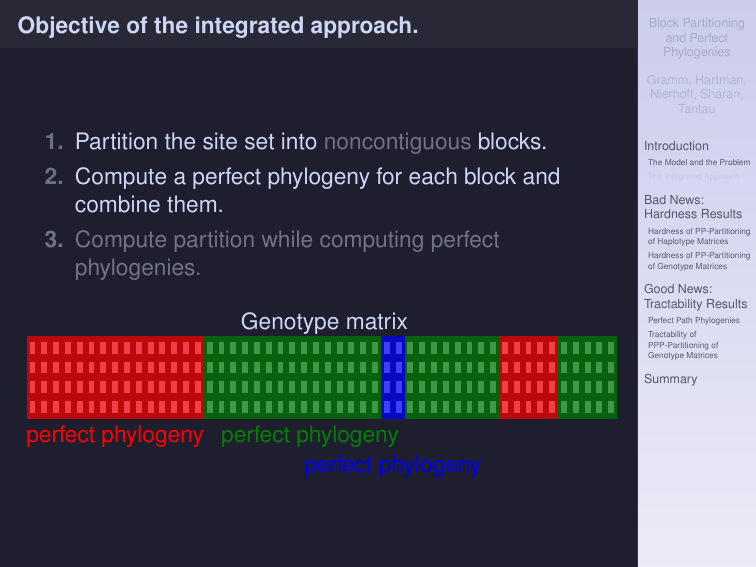 Objective of the integrated approach.
1. Partition the site set into noncontiguous blocks.
2. Compute a perfect phylogeny for each block and
combine them.
3. Compute partition while computing perfect
phylogenies.
Genotype matrix
perfect phylogeny perfect phylogeny
perfect phylogeny
Block Partitioning
and Perfect
Phylogenies
Gramm, Hartman,
Nierhoff, Sharan,
Tantau
Introduction
The Model and the Problem
The Integrated Approach
Bad News:
Hardness Results
Hardness of PP-Partitioning
of Haplotype Matrices
Hardness of PP-Partitioning
of Genotype Matrices
Good News:
Tractability Results
Perfect Path Phylogenies
Tractability of
PPP-Partitioning of
Genotype Matrices
Summary